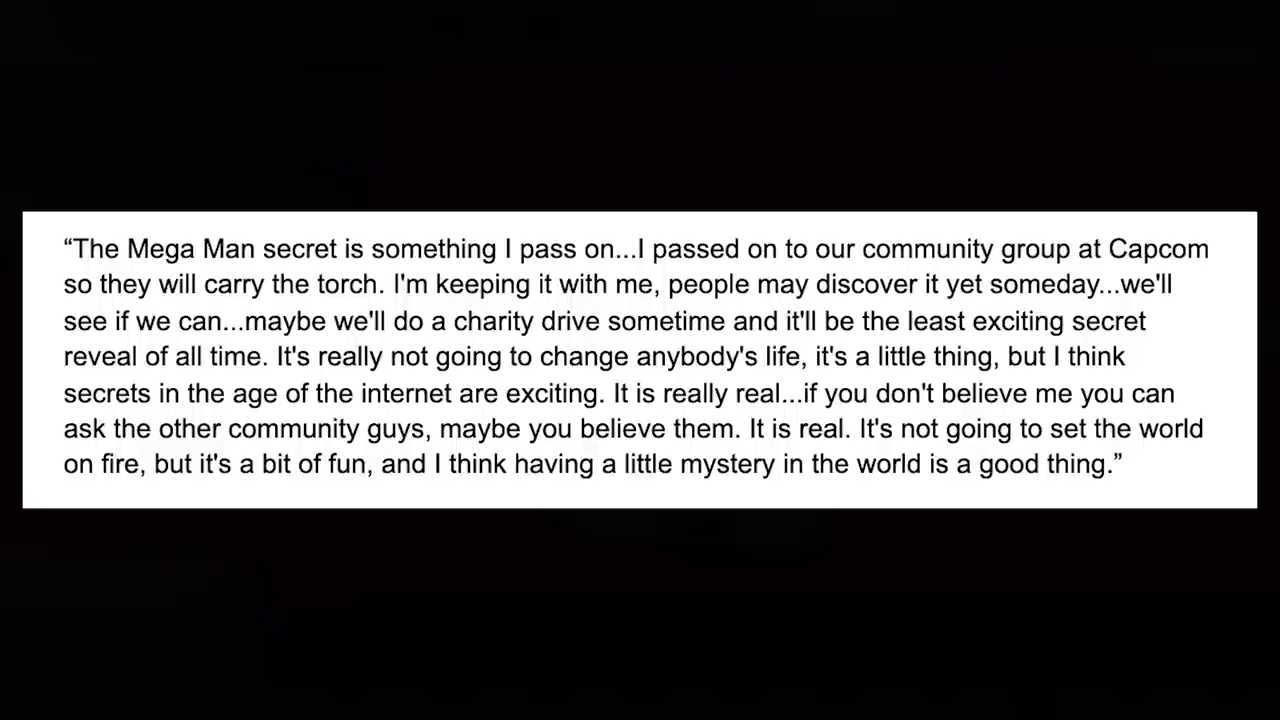 “The Mega Man secret is something I pass on...I passed on to our community group at Capcom
so they will carry the torch. I'm keeping it with me, people may discover it yet someday...we'll
see if we can...maybe we'll do a charity drive sometime and it'll be the least exciting secret
reveal of all time. It's really not going to change anybody's life, it's a little thing, but I think
secrets in the age of the internet are exciting. It is really real...if you don't believe me you can
ask the other community guys, maybe you believe them. It is real. It's not going to set the world
on fire, but it's a bit of fun, and I think having a little mystery in the world is a good thing.”